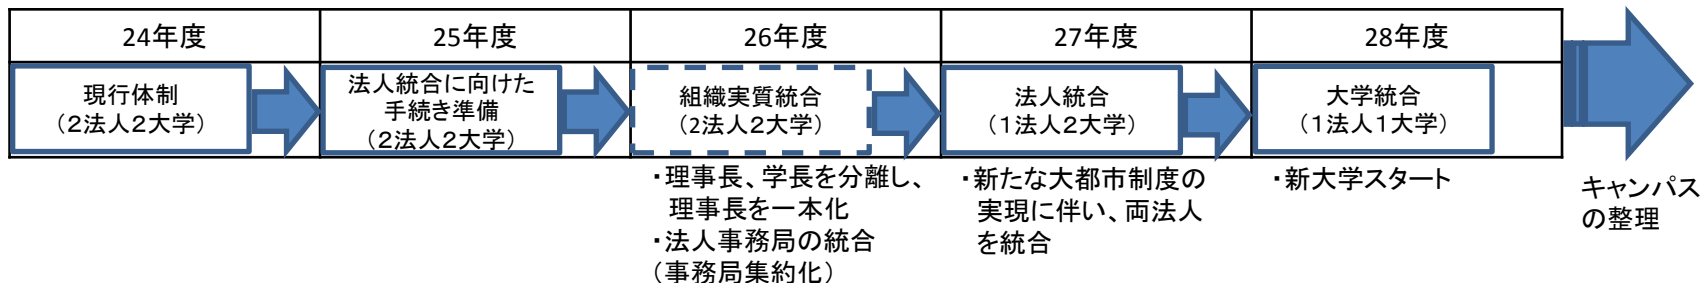 24年度
25年度
26年度
27年度
28年度
現行体制
（２法人２大学）
法人統合に向けた
手続き準備
（２法人２大学）
組織実質統合
（2法人２大学）
法人統合
（１法人２大学）
大学統合
（１法人１大学）
・理事長、学長を分離し、
理事長を一本化
・法人事務局の統合
（事務局集約化）
・新たな大都市制度の
実現に伴い、両法人
を統合
・新大学スタート
キャンパス
の整理